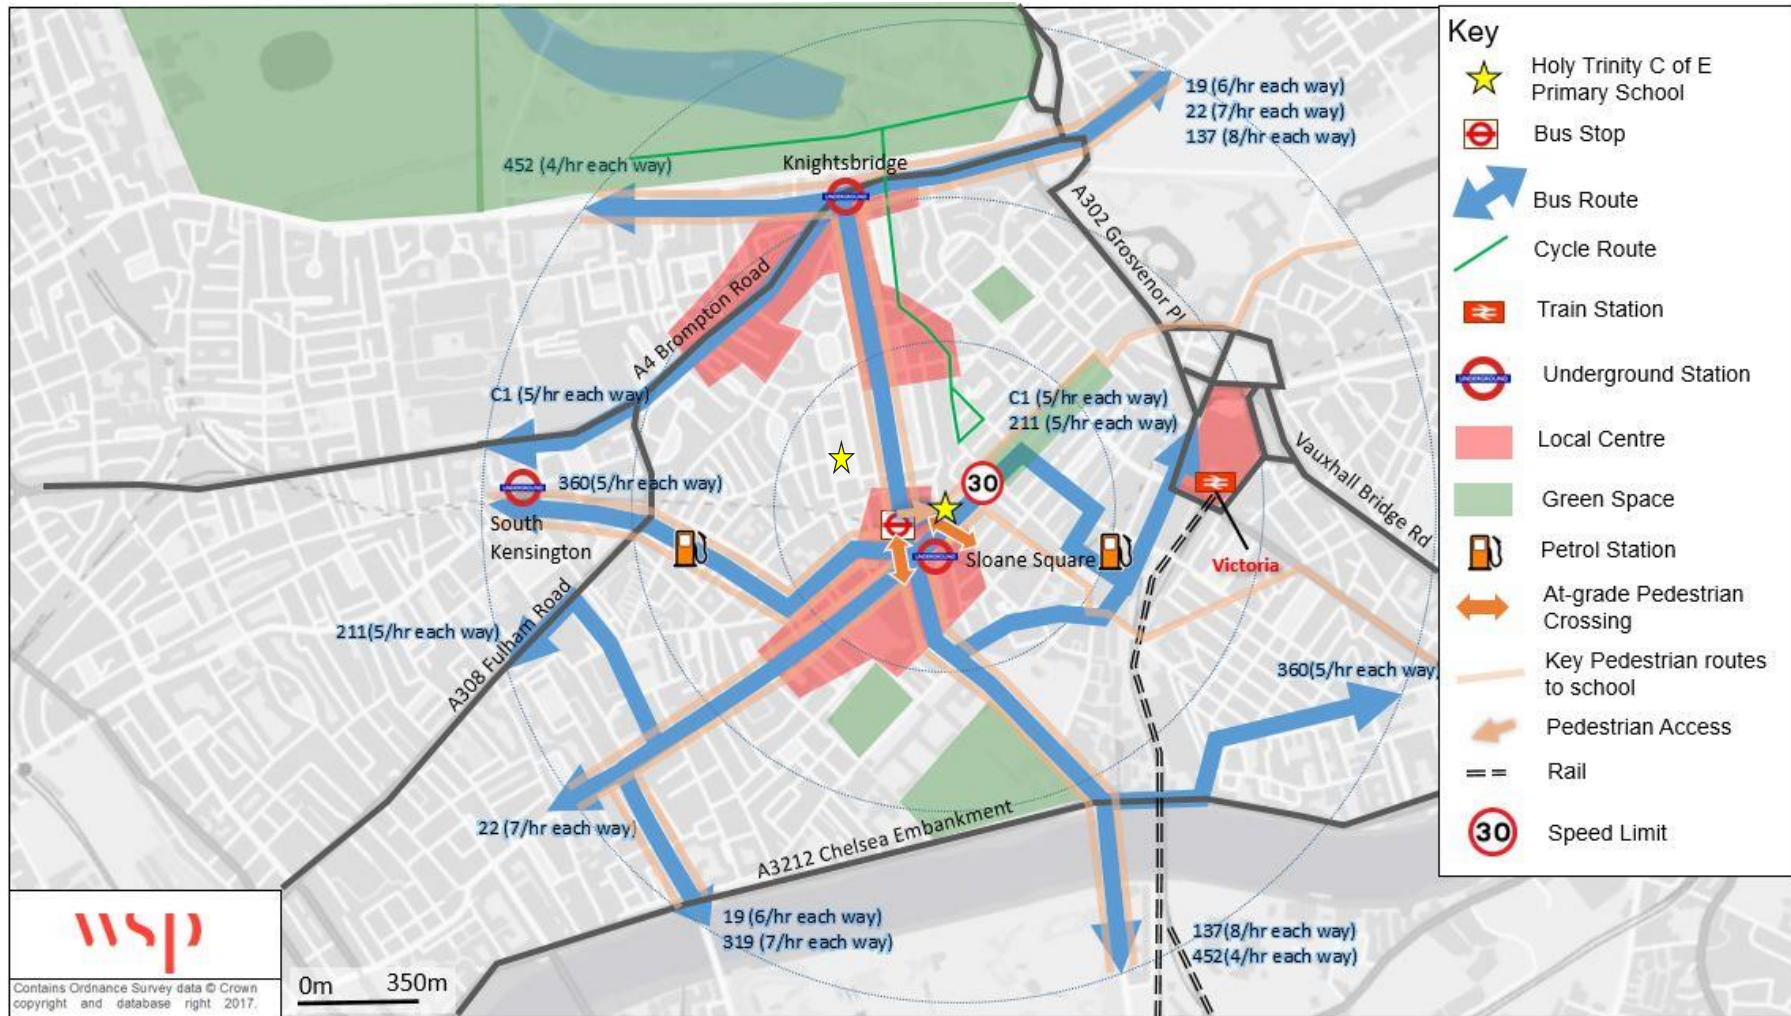 19 (6/hr each way)
22 (7/hr each way)
137 (8/hr each way)
452 (4/hr each way)
Knightsbridge
UNDERGROUND
A302 Grosvenor Pl
A4 Brompton Road
C1 (5/hr each way)
C1 (5/hr each way)
211 (5/hr each way)
Vauxhall Bridge Rd
360(5/hr each way)
UNDERGROUND
South
Kensington
30
UNDERGROUND
Sloane Square
Victoria
211(5/hr each way)
A308 Fulham Road
360(5/hr each way)
22 (7/hr each way)
A3212 Chelsea Embankment
19 (6/hr each way)
319 (7/hr each way)
137(8/hr each way)
452(4/hr each way)
wsp
Contains Ordnance Survey data © Crown
copyright and database right 2017.
0m 350m
Key
Holy Trinity C of E
Primary School
Bus Stop
Bus Route
Cycle Route
Train Station
UNDERGROUND
Underground Station
Local Centre
Green Space
Petrol Station
At-grade Pedestrian
Crossing
Key Pedestrian routes
to school
Pedestrian Access
Rail
30
Speed Limit